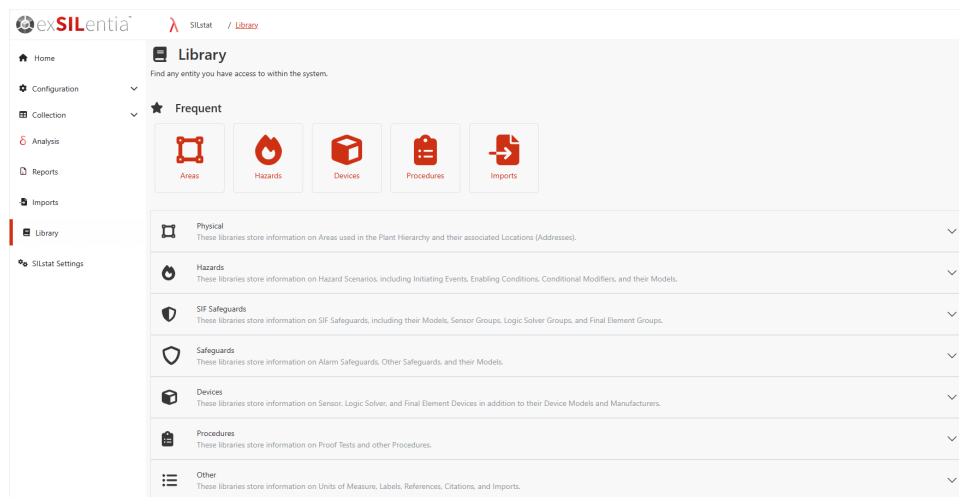 exSILentia™
SILstat / Library
Home
Configuration
Collection
Analysis
Reports
Imports
Library
SILstat Settings
Library
Find any entity you have access to within the system.
Frequent
Areas
Hazards
Devices
Procedures
Imports
Physical
These libraries store information on Areas used in the Plant Hierarchy and their associated Locations (Addresses).
Hazards
These libraries store information on Hazard Scenarios, including Initiating Events, Enabling Conditions, Conditional Modifiers, and their Models.
SIF Safeguards
These libraries store information on SIF Safeguards, including their Models, Sensor Groups, Logic Solver Groups, and Final Element Groups.
Safeguards
These libraries store information on Alarm Safeguards, Other Safeguards, and their Models.
Devices
These libraries store information on Sensor, Logic Solver, and Final Element Devices in addition to their Device Models and Manufacturers.
Procedures
These libraries store information on Proof Tests and other Procedures.
Other
These libraries store information on Units of Measure, Labels, References, Citations, and Imports.